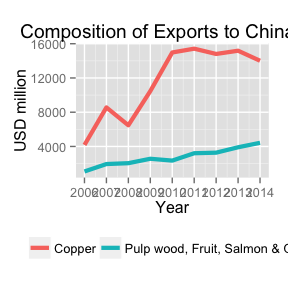 Composition of Exports to China
16000
12000
8000
4000
USD million
2006 2007 2008 2009 2010 2011 2012 2013 2014
Year
Copper Pulp wood, Fruit, Salmon &